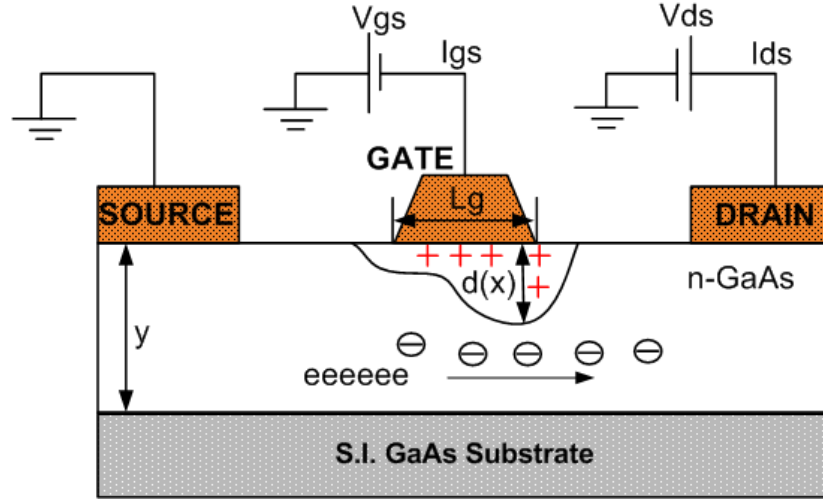 Vgs
Igs
Vds
Ids
GATE
SOURCE
Lg
DRAIN
+ + + +
d(x)
+
n-GaAs
y
eeeeee
S.I. GaAs Substrate